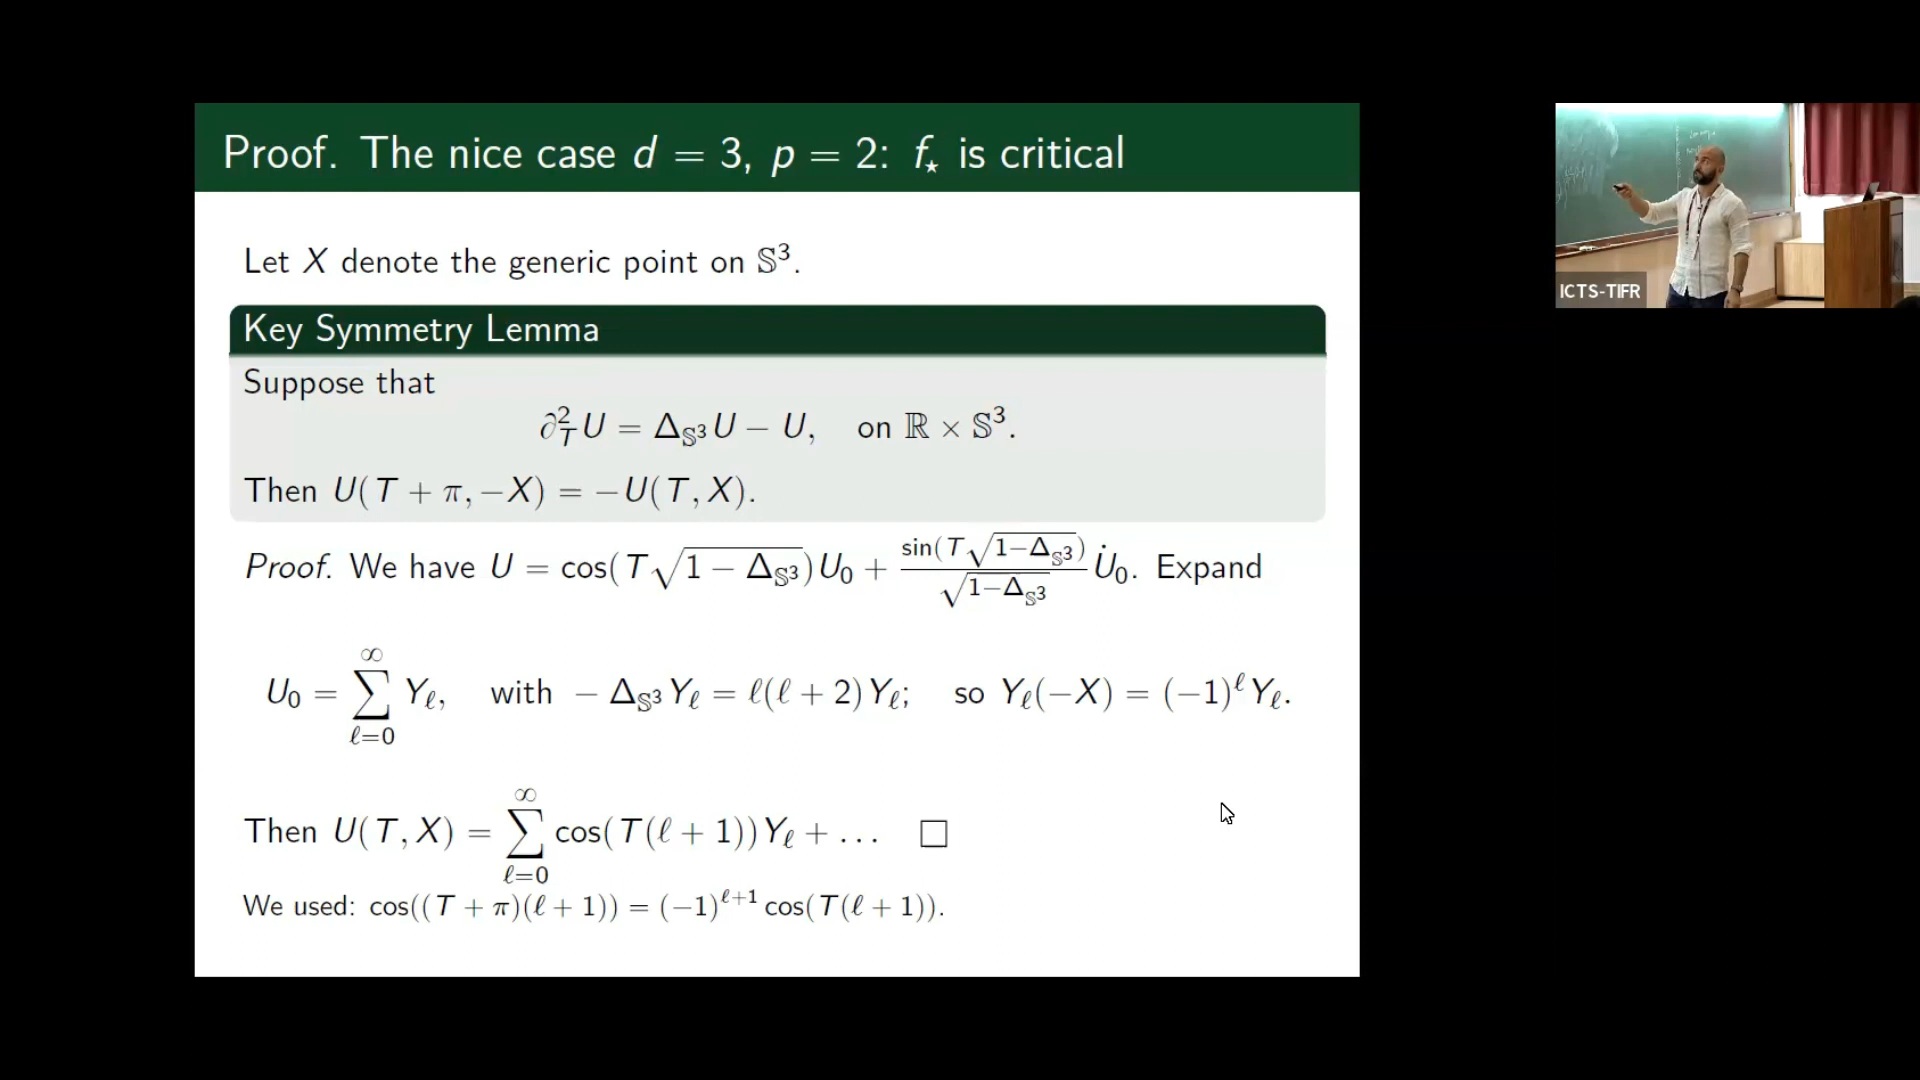 Proof. The nice case d = 3, p = 2: f⋆ is critical
Let X denote the generic point on 𝕊³.
Key Symmetry Lemma
Suppose that
∂²_T U = Δ_{𝕊³} U − U, on ℝ × 𝕊³.
Then U(T + π, −X) = −U(T, X).
Proof. We have U = cos(T√(1 − Δ_{𝕊³}))U₀ + sin(T√(1−Δ_{𝕊³}))/√(1−Δ_{𝕊³}) U̇₀. Expand
U₀ = ∑_{ℓ=0}^{∞} Y_ℓ, with − Δ_{𝕊³} Y_ℓ = ℓ(ℓ + 2)Y_ℓ; so Y_ℓ(−X) = (−1)^ℓ Y_ℓ.
Then U(T, X) = ∑_{ℓ=0}^{∞} cos(T(ℓ + 1))Y_ℓ + … □
We used: cos((T + π)(ℓ + 1)) = (−1)^{ℓ+1} cos(T(ℓ + 1)).
ICTS-TIFR